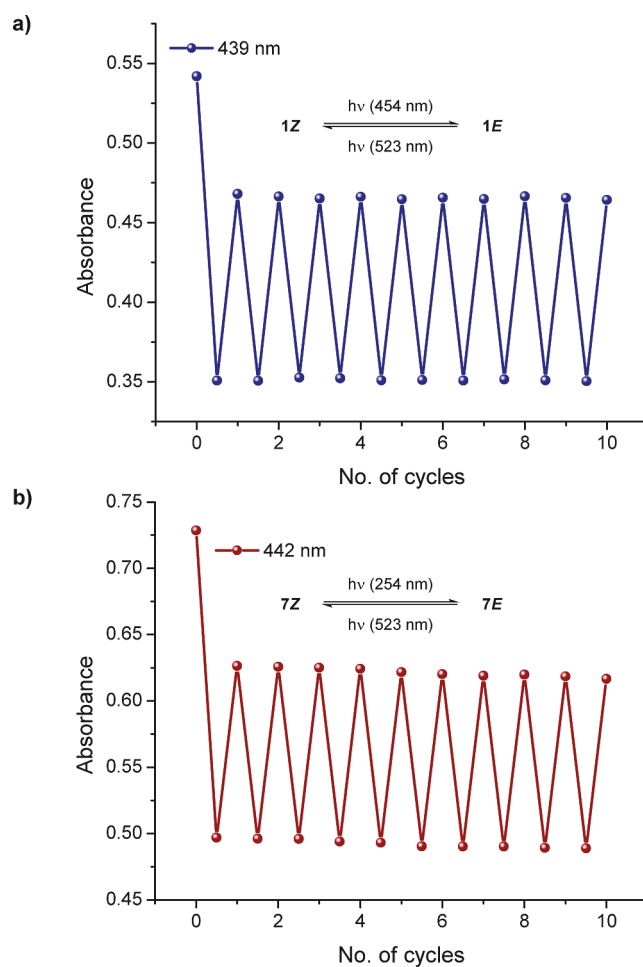 a)
439 nm
0.55
0.50
0.45
0.40
0.35
Absorbance
hν (454 nm)
1Z
1E
hν (523 nm)
0 2 4 6 8 10
No. of cycles
b)
442 nm
0.75
0.70
0.65
0.60
0.55
0.50
0.45
Absorbance
hν (254 nm)
7Z
7E
hν (523 nm)
0 2 4 6 8 10
No. of cycles